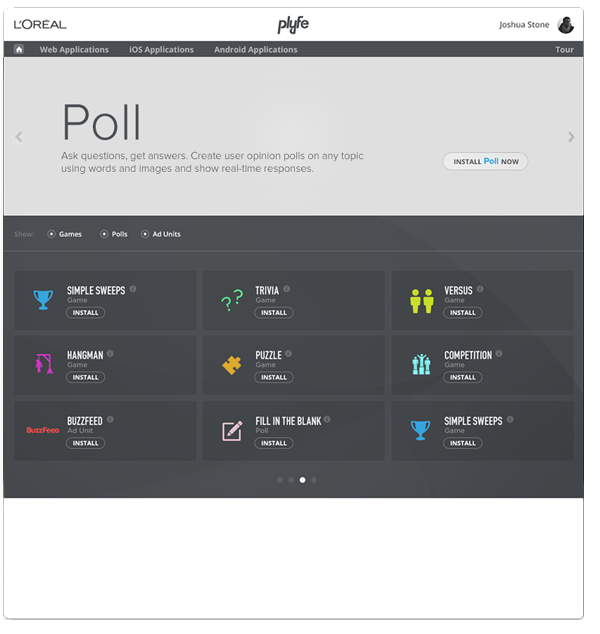 L'ORÉAL
plyfe
Joshua Stone
Web Applications
iOS Applications
Android Applications
Tour
Poll
Ask questions, get answers. Create user opinion polls on any topic
using words and images and show real-time responses.
INSTALL Poll NOW
Show:
Games
Polls
Ad Units
SIMPLE SWEEPS
Game
INSTALL
??
TRIVIA
Game
INSTALL
VERSUS
Game
INSTALL
HANGMAN
Game
INSTALL
PUZZLE
Game
INSTALL
COMPETITION
Game
INSTALL
BuzzFeed
BUZZFEED
Ad Unit
INSTALL
FILL IN THE BLANK
Poll
INSTALL
SIMPLE SWEEPS
Game
INSTALL